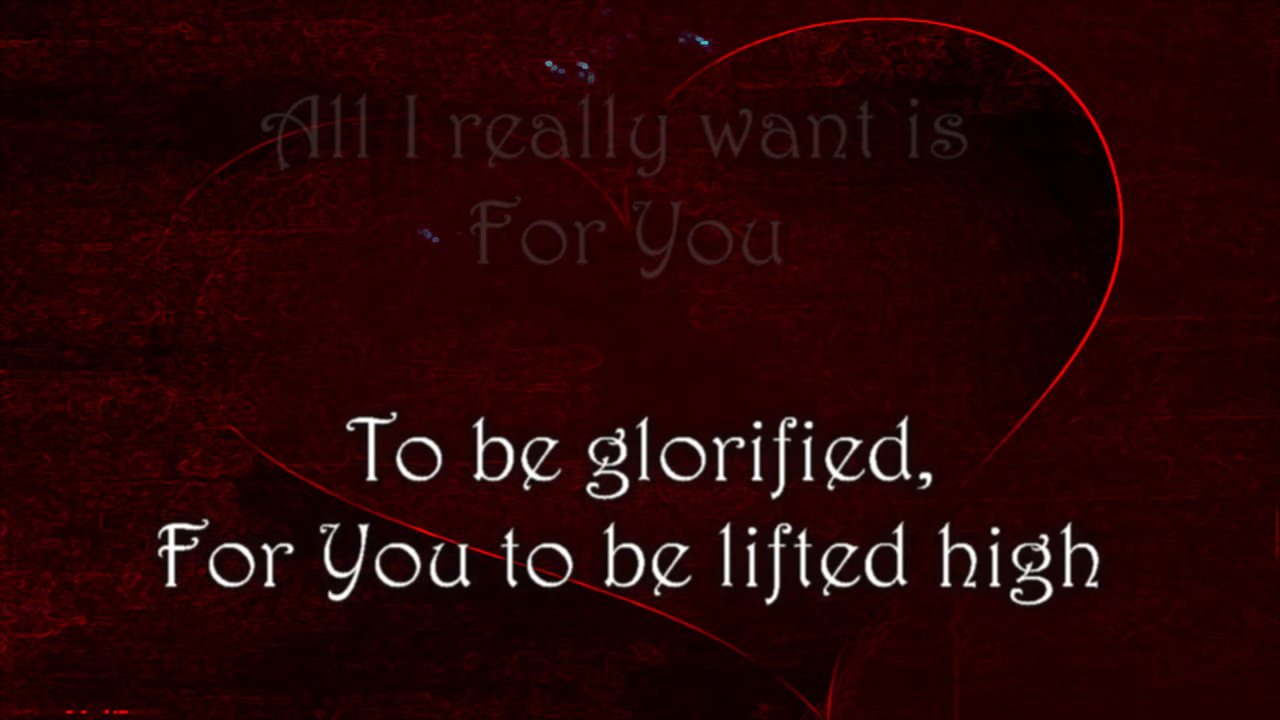 All I really want is
For You
To be glorified,
For You to be lifted high